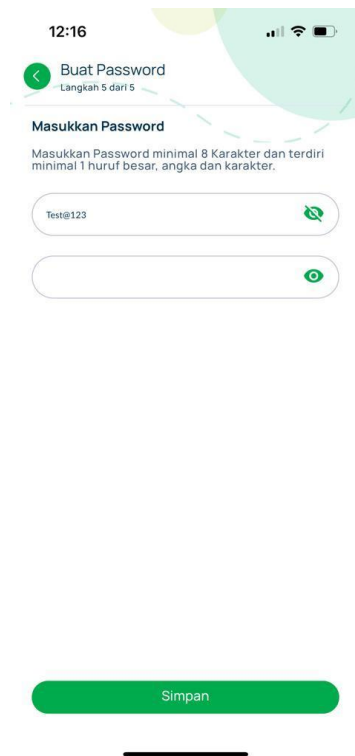 12:16
Buat Password
Langkah 5 dari 5
Masukkan Password
Masukkan Password minimal 8 Karakter dan terdiri
minimal 1 huruf besar, angka dan karakter.
Test@123
Simpan